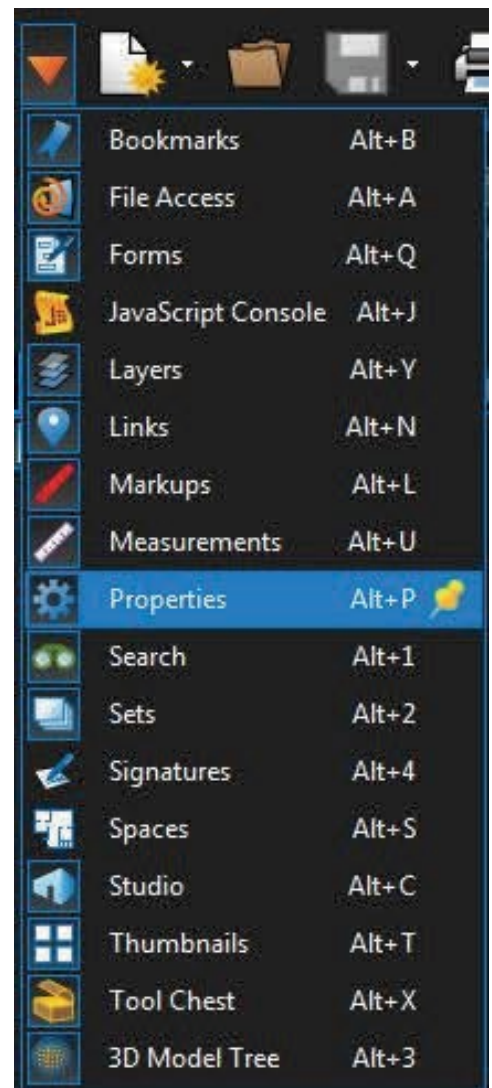 Bookmarks Alt+B
File Access Alt+A
Forms Alt+Q
JavaScript Console Alt+J
Layers Alt+Y
Links Alt+N
Markups Alt+L
Measurements Alt+U
Properties Alt+P
Search Alt+1
Sets Alt+2
Signatures Alt+4
Spaces Alt+S
Studio Alt+C
Thumbnails Alt+T
Tool Chest Alt+X
3D Model Tree Alt+3